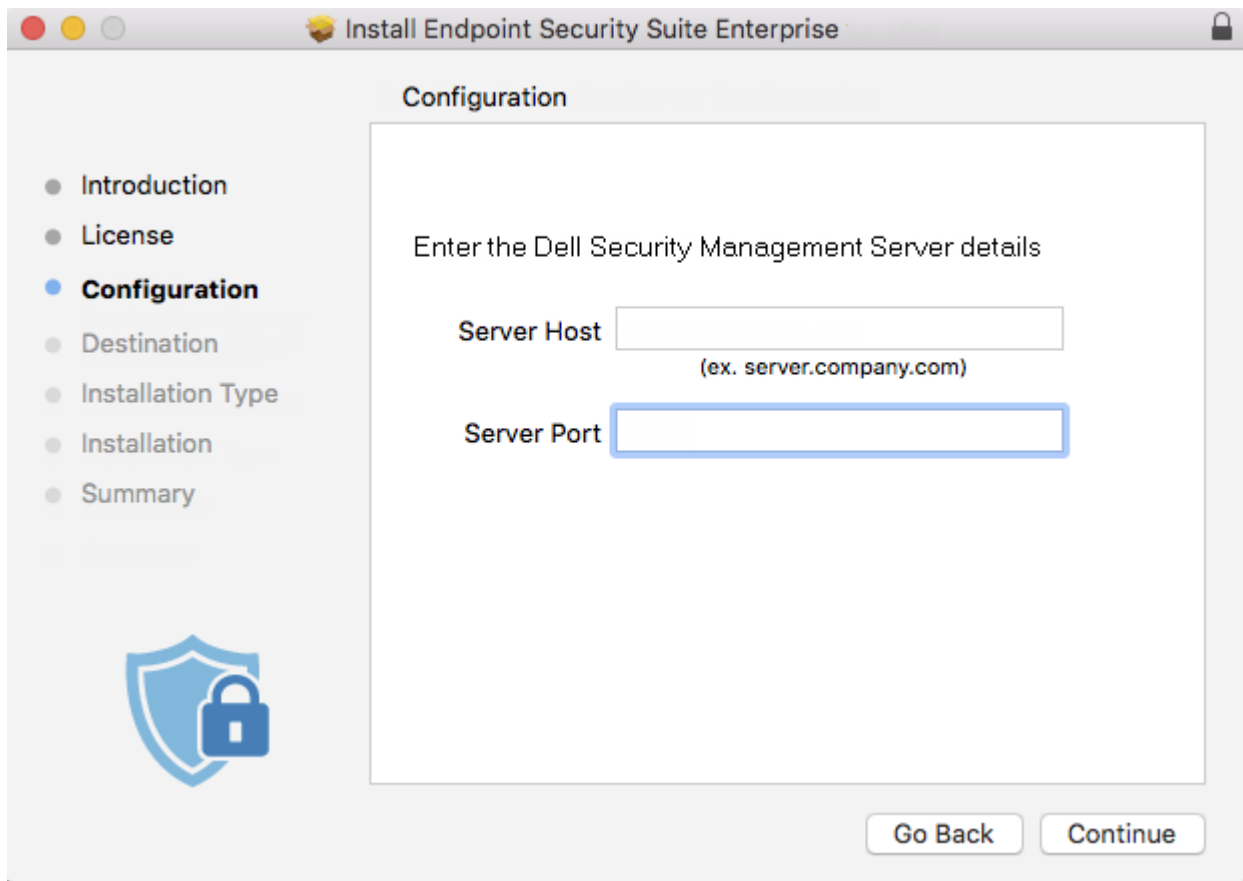 Install Endpoint Security Suite Enterprise
Configuration
Introduction
License
Configuration
Destination
Installation Type
Installation
Summary
Enter the Dell Security Management Server details
Server Host
(ex. server.company.com)
Server Port
Go Back
Continue